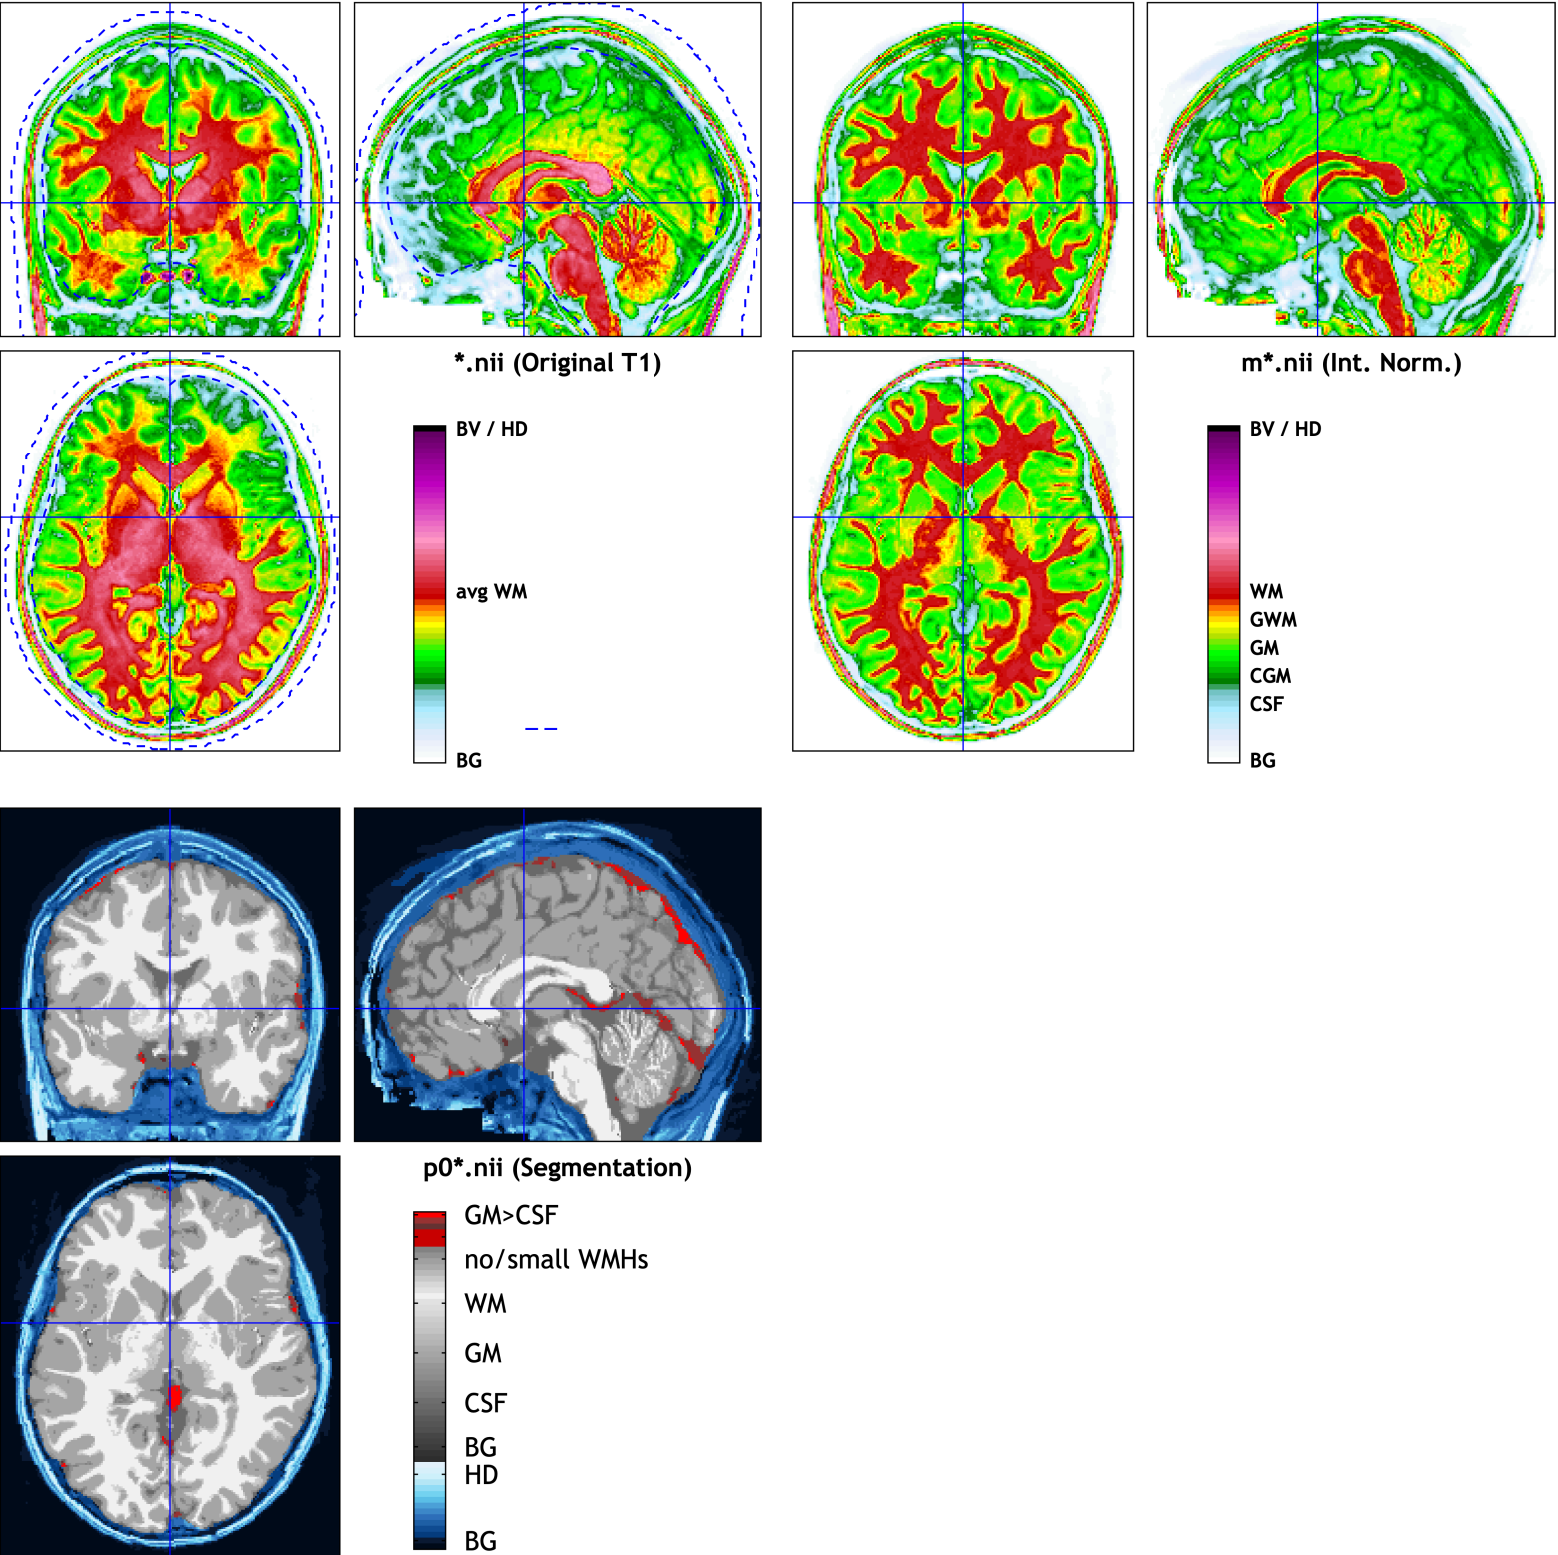 *.nii (Original T1)
BV / HD
avg WM
BG
m*.nii (Int. Norm.)
BV / HD
WM
GWM
GM
CGM
CSF
BG
p0*.nii (Segmentation)
GM>CSF
no/small WMHs
WM
GM
CSF
BG
HD
BG